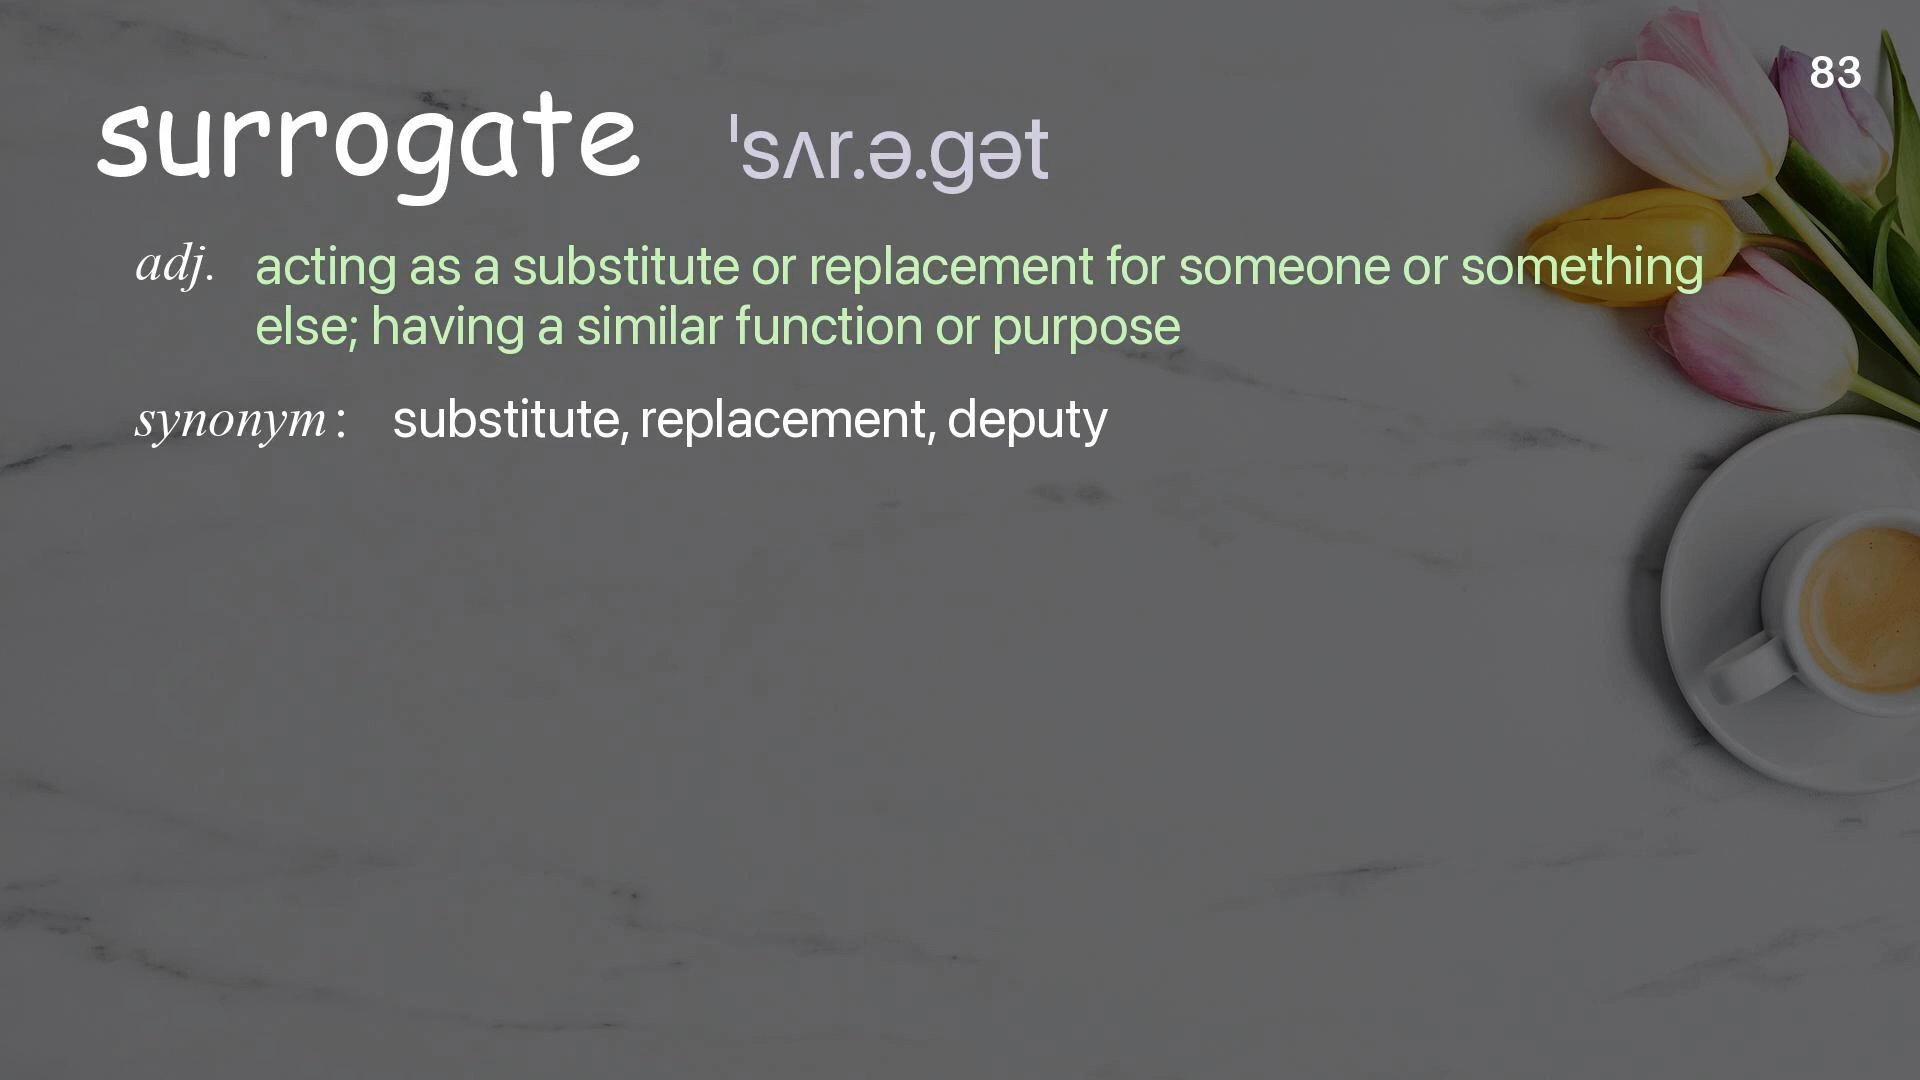 83
surrogate ˈsʌr.ə.gət
adj. acting as a substitute or replacement for someone or something
else; having a similar function or purpose
synonym : substitute, replacement, deputy